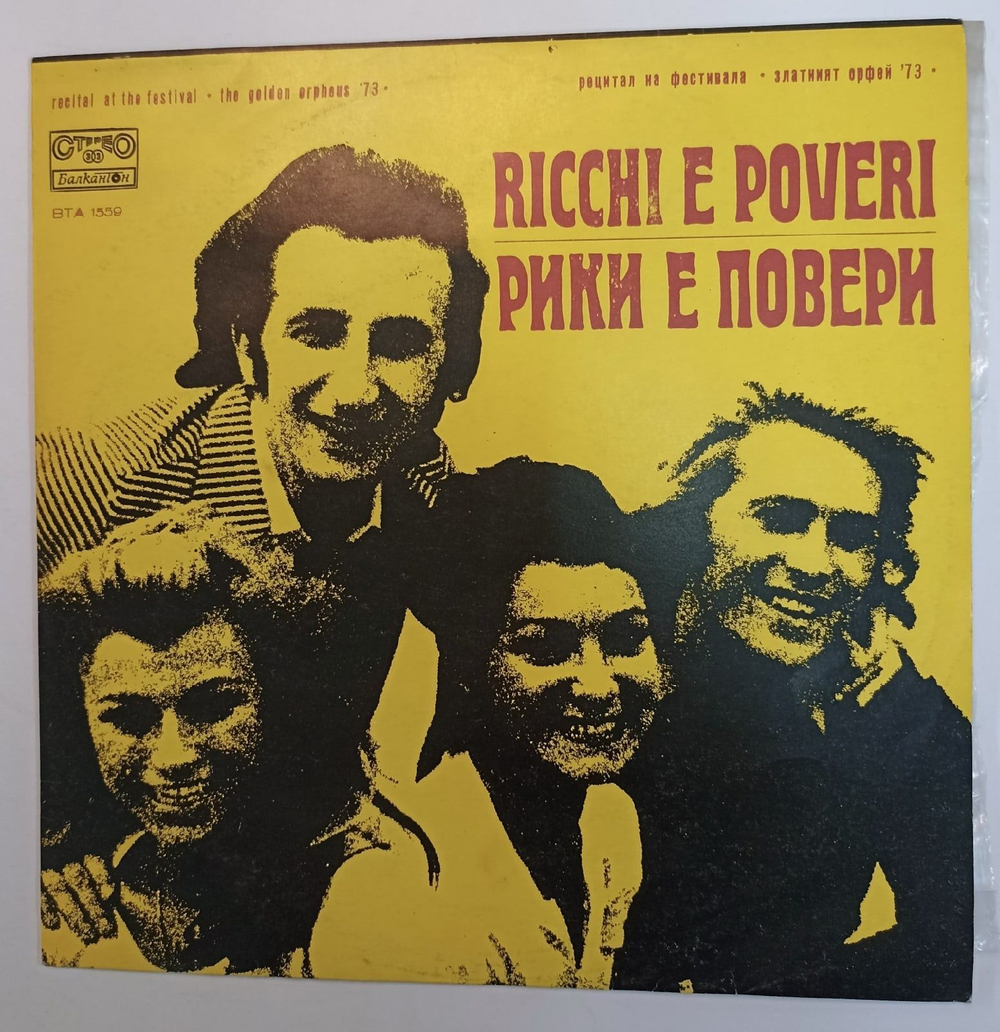 recital at the festival • the golden orpheus '73 •
рецитал на фестивала • златният орфей '73 •
СТЕРЕО
33
Балкантон
ВТА 1559
RICCHI E POVERI
РИКИ Е ПОВЕРИ